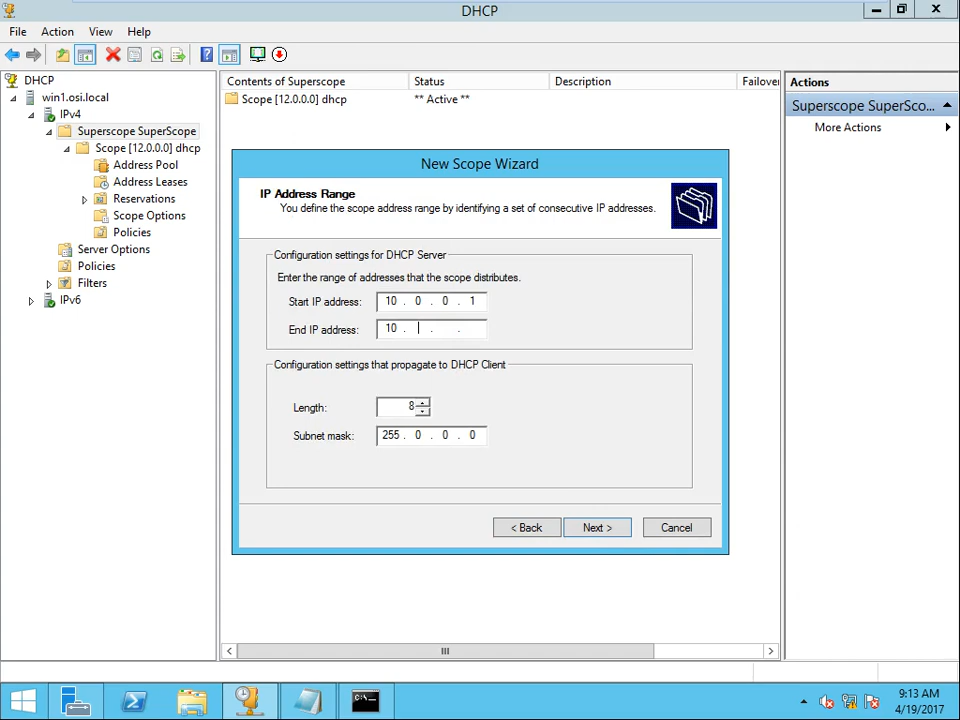 DHCP
File Action View Help
DHCP
win1.osi.local
IPv4
Superscope SuperScope
Scope [12.0.0.0] dhcp
Address Pool
Address Leases
Reservations
Scope Options
Policies
Server Options
Policies
Filters
IPv6
Contents of Superscope Status Description Failover
Scope [12.0.0.0] dhcp ** Active **
Actions
Superscope SuperSco...
More Actions
New Scope Wizard
IP Address Range
You define the scope address range by identifying a set of consecutive IP addresses.
Configuration settings for DHCP Server
Enter the range of addresses that the scope distributes.
Start IP address: 10 . 0 . 0 . 1
End IP address: 10 . . .
Configuration settings that propagate to DHCP Client
Length: 8
Subnet mask: 255 . 0 . 0 . 0
< Back Next > Cancel
9:13 AM
4/19/2017